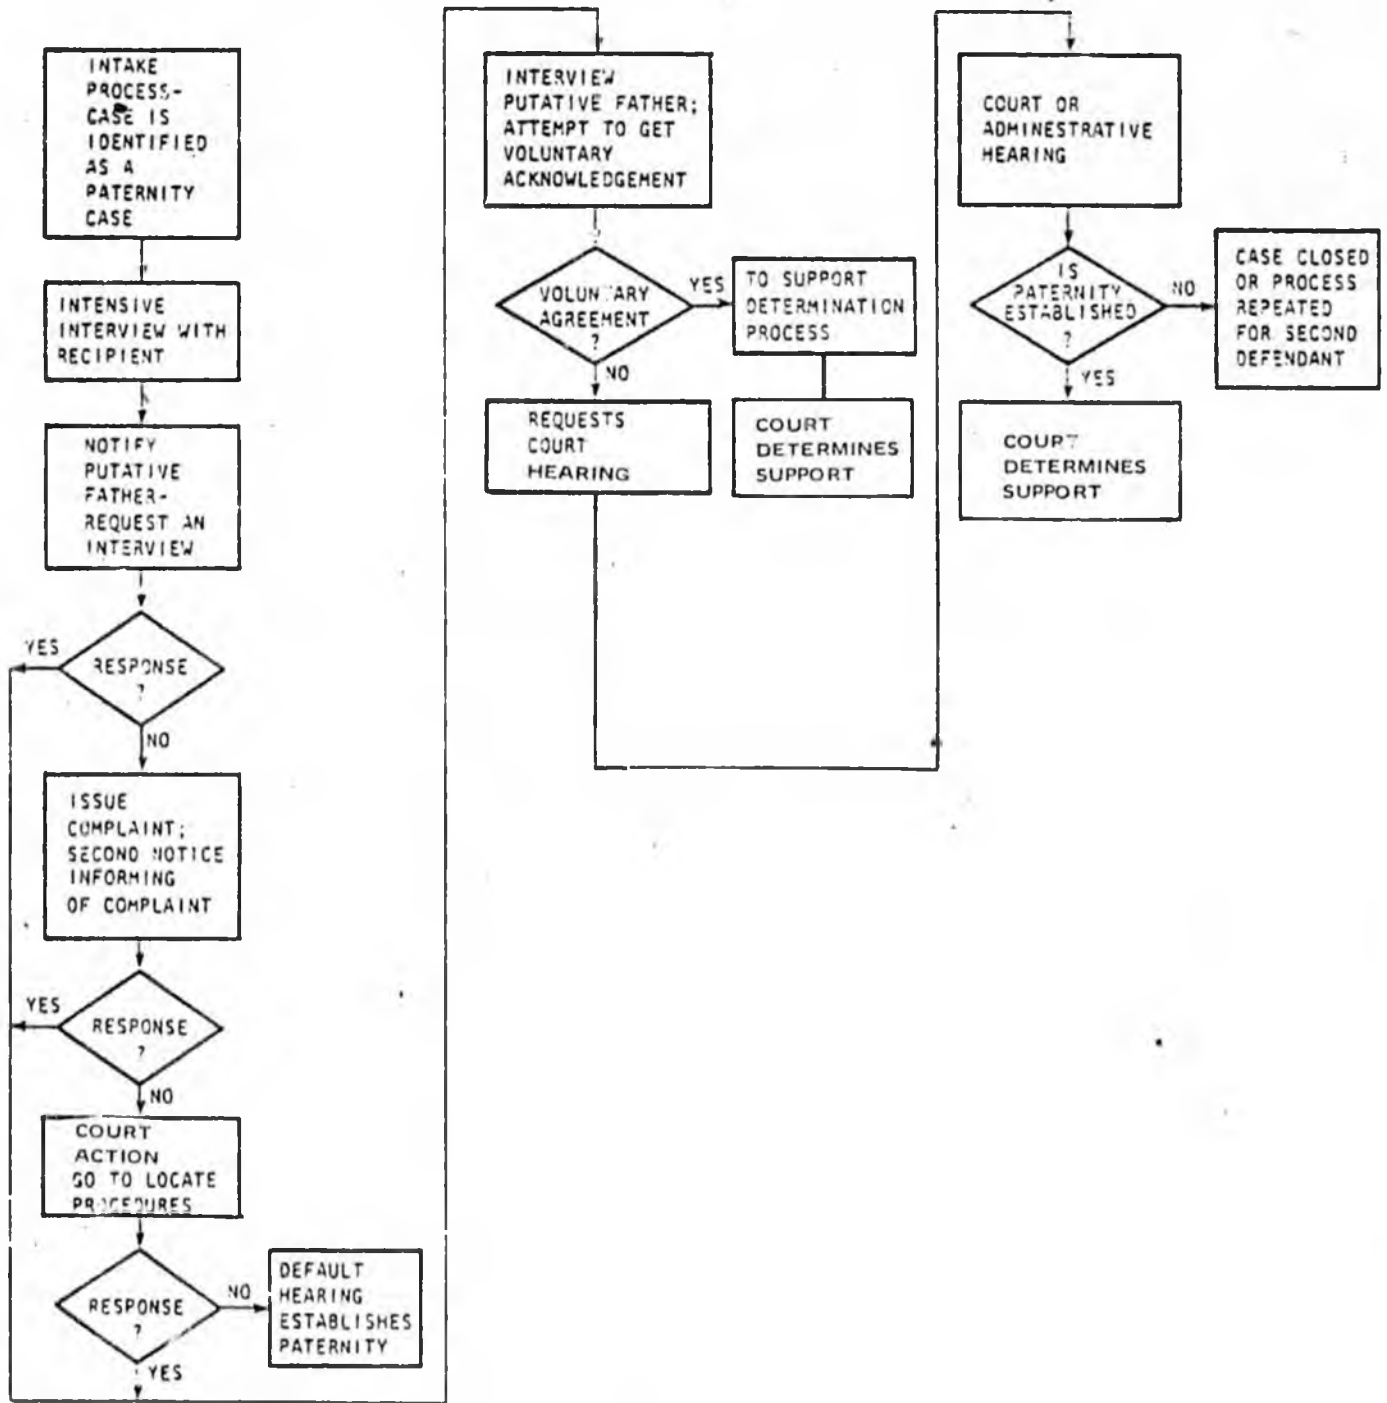 INTAKE
PROCESS-
CASE IS
IDENTIFIED
AS A
PATERNITY
CASE
INTENSIVE
INTERVIEW WITH
RECIPIENT
NOTIFY
PUTATIVE
FATHER-
REQUEST AN
INTERVIEW
YES
RESPONSE
?
NO
ISSUE
COMPLAINT;
SECOND NOTICE
INFORMING
OF COMPLAINT
YES
RESPONSE
?
NO
COURT
ACTION
GO TO LOCATE
PROCEDURES
RESPONSE
?
NO
YES
DEFAULT
HEARING
ESTABLISHES
PATERNITY
INTERVIEW
PUTATIVE FATHER;
ATTEMPT TO GET
VOLUNTARY
ACKNOWLEDGEMENT
VOLUNTARY
AGREEMENT
?
YES
NO
TO SUPPORT
DETERMINATION
PROCESS
REQUESTS
COURT
HEARING
COURT
DETERMINES
SUPPORT
COURT OR
ADMINESTRATIVE
HEARING
IS
PATERNITY
ESTABLISHED
?
NO
YES
CASE CLOSED
OR PROCESS
REPEATED
FOR SECOND
DEFENDANT
COURT
DETERMINES
SUPPORT